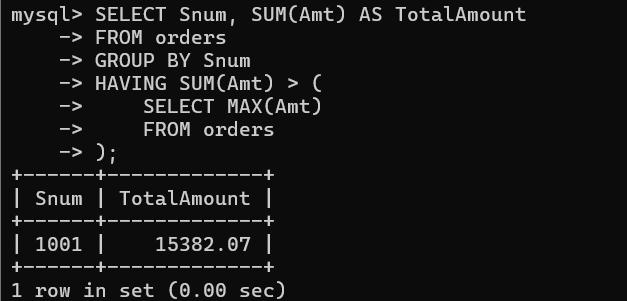 mysql> SELECT Snum, SUM(Amt) AS TotalAmount
    -> FROM orders
    -> GROUP BY Snum
    -> HAVING SUM(Amt) > (
    ->     SELECT MAX(Amt)
    ->     FROM orders
    -> );
+------+-------------+
| Snum | TotalAmount |
+------+-------------+
| 1001 |    15382.07 |
+------+-------------+
1 row in set (0.00 sec)